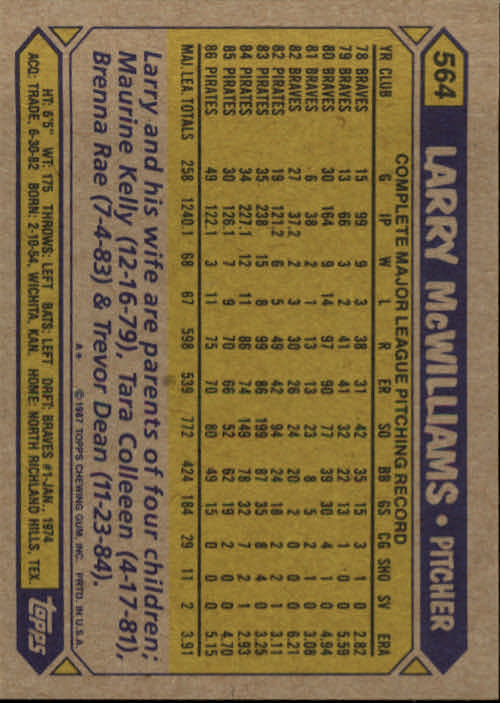 564 LARRY McWILLIAMS • PITCHER
COMPLETE MAJOR LEAGUE PITCHING RECORD
YR CLUB G IP W L R ER SO BB GS CG SHO SV ERA
78 BRAVES 15 99 9 3 38 31 42 35 15 3 1 0 2.82
79 BRAVES 13 66 3 2 41 41 32 22 13 1 0 0 5.59
80 BRAVES 30 164 9 14 97 90 77 39 30 4 1 0 4.94
81 BRAVES 6 38 2 1 13 13 23 8 5 2 1 0 3.08
82 BRAVES 27 37.2 2 3 30 26 24 20 2 0 0 0 6.21
82 PIRATES 19 121.2 6 5 49 42 94 24 18 2 2 1 3.11
83 PIRATES 35 238 15 8 99 86 199 87 35 8 4 0 3.25
84 PIRATES 34 227.1 12 11 86 74 149 78 32 7 2 1 2.93
85 PIRATES 30 126.1 7 9 70 66 52 62 19 2 0 0 4.70
86 PIRATES 49 122.1 3 11 75 70 80 49 15 0 0 0 5.15
MAJ. LEA. TOTALS 258 1240.1 68 67 598 539 772 424 184 29 11 2 3.91
Larry and his wife are parents of four children;
Maurine Kelly (12-16-79), Tara Colleeen (4-17-81),
Brenna Rae (7-4-83) & Trevor Dean (11-23-84).
A* ©1987 TOPPS CHEWING GUM, INC. PRTD. IN U.S.A.
HT: 6'5" WT: 175 THROWS: LEFT BATS: LEFT DRFT: BRAVES #1-JAN., 1974
ACQ: TRADE, 6-30-82 BORN: 2-10-54, WICHITA, KAN. HOME: NORTH RICHLAND HILLS, TEX.
Topps